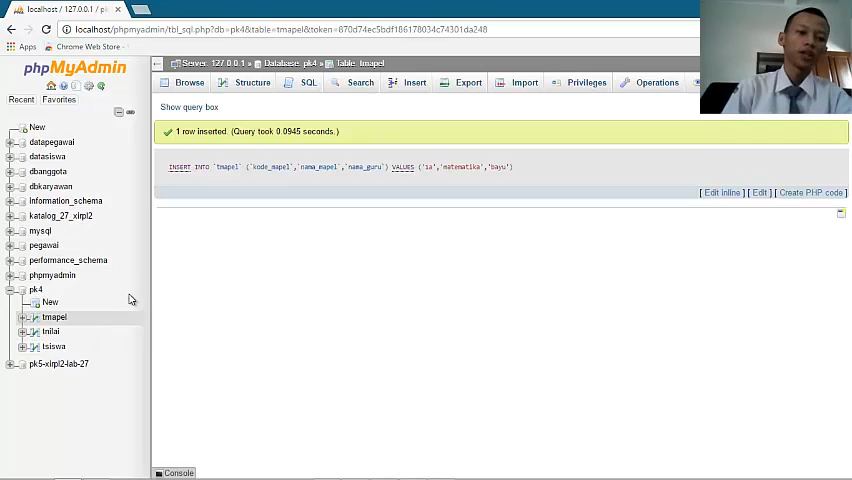 localhost / 127.0.0.1 / pk
localhost/phpmyadmin/tbl_sql.php?db=pk4&table=tmapel&token=870d74ec5bdf186178034c74301da248
Apps
Chrome Web Store
phpMyAdmin
Recent
Favorites
New
datapegawai
datasiswa
dbanggota
dbkaryawan
information_schema
katalog_27_xirpl2
mysql
pegawai
performance_schema
phpmyadmin
pk4
New
tmapel
tnilai
tsiswa
pk5-xirpl2-lab-27
Server: 127.0.0.1 » Database: pk4 » Table: tmapel
Browse
Structure
SQL
Search
Insert
Export
Import
Privileges
Operations
Show query box
1 row inserted. (Query took 0.0945 seconds.)
INSERT INTO `tmapel` (`kode_mapel`,`nama_mapel`,`nama_guru`) VALUES ('1a','matematika','bayu')
[ Edit inline ] [ Edit ] [ Create PHP code ]
Console